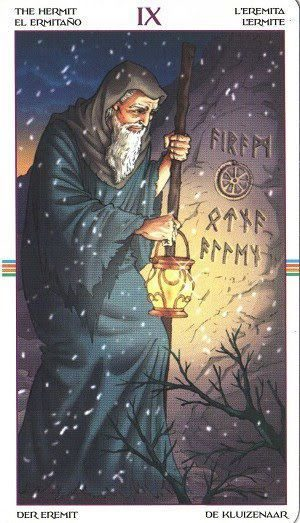 THE HERMIT
EL ERMITAÑO
IX
L'EREMITA
L'ERMITE
DER EREMIT
DE KLUIZENAAR